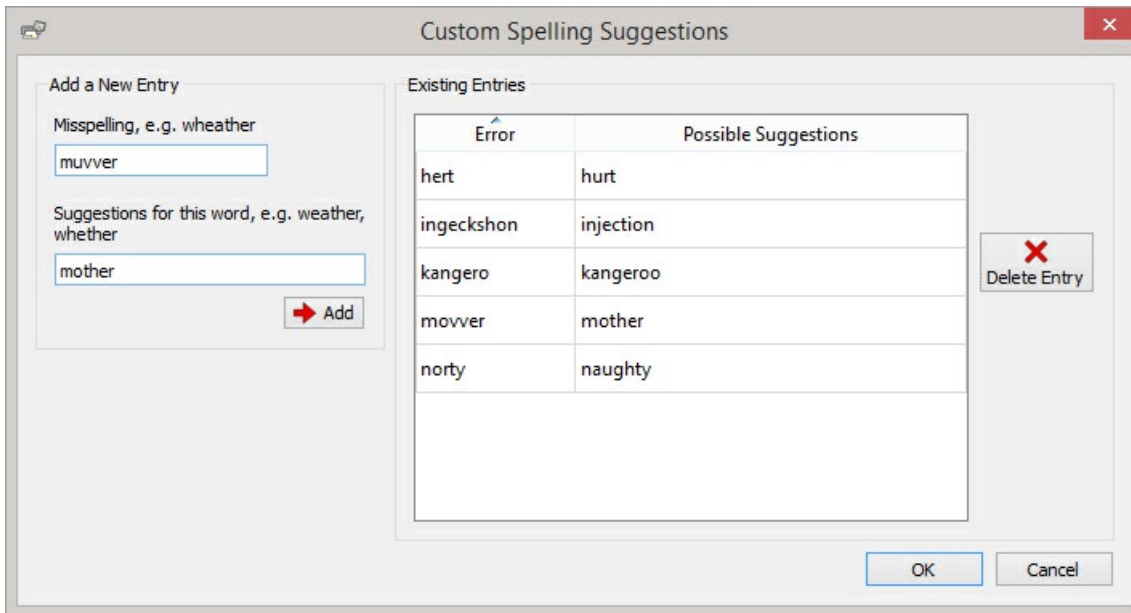 Custom Spelling Suggestions
Add a New Entry
Misspelling, e.g. wheather
muvver
Suggestions for this word, e.g. weather,
whether
mother
Add
Existing Entries
Error Possible Suggestions
hert hurt
ingeckshon injection
kangero kangeroo
movver mother
norty naughty
Delete Entry
OK Cancel